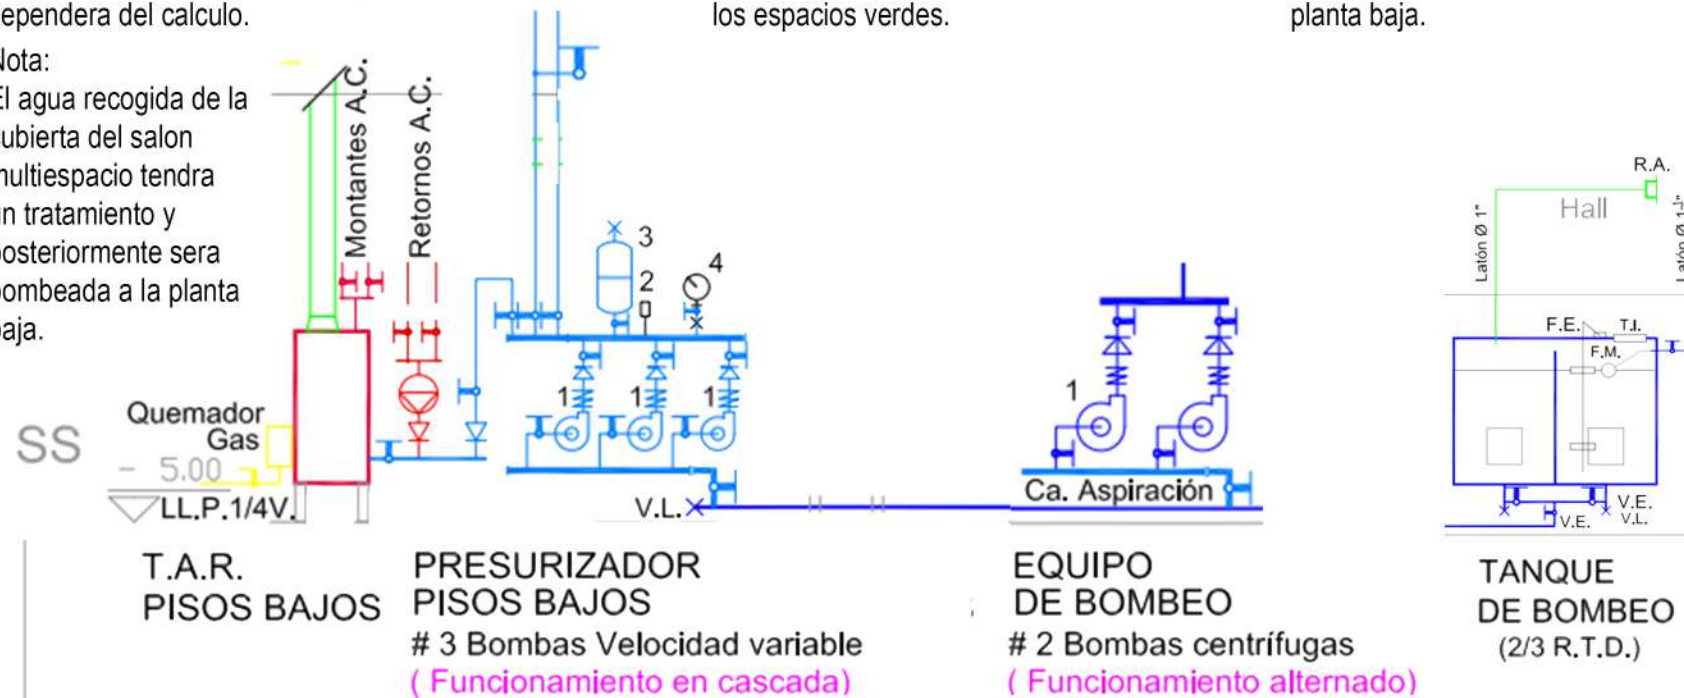 ependera del calculo.
los espacios verdes.
planta baja.
Nota:
El agua recogida de la
cubierta del salon
multiespacio tendra
un tratamiento y
posteriormente sera
bombeada a la planta
baja.
Montantes A.C.
Retornos A.C.
3
2
4
1
1
1
1
R.A.
Hall
Latón Ø 1"
F.E.
T.I.
F.M.
Quemador
Gas
SS
- 5.00
LL.P.1/4V.
V.L.
Ca. Aspiración
V.E.
V.L.
V.E.
T.A.R.
PISOS BAJOS
PRESURIZADOR
PISOS BAJOS
# 3 Bombas Velocidad variable
( Funcionamiento en cascada)
EQUIPO
DE BOMBEO
# 2 Bombas centrífugas
( Funcionamiento alternado)
TANQUE
DE BOMBEO
(2/3 R.T.D.)